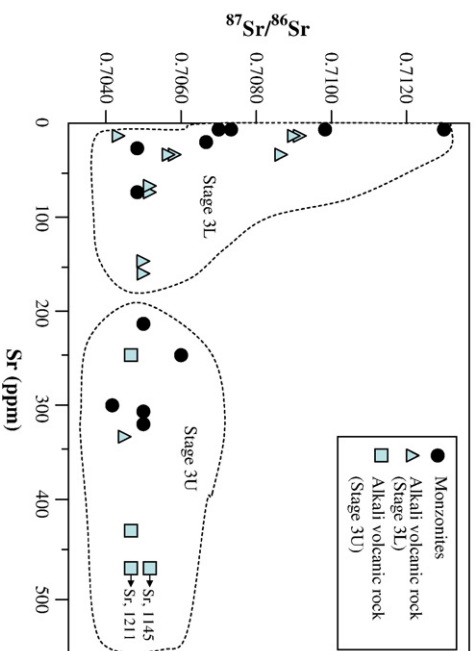 ⁸⁷Sr/⁸⁶Sr
0.7120
0.7100
0.7080
0.7060
0.7040
0
100
200
300
400
500
Sr (ppm)
Stage 3L
Stage 3U
Monzonites
Alkali volcanic rock
(Stage 3L)
Alkali volcanic rock
(Stage 3U)
Sr, 1145
Sr, 1211